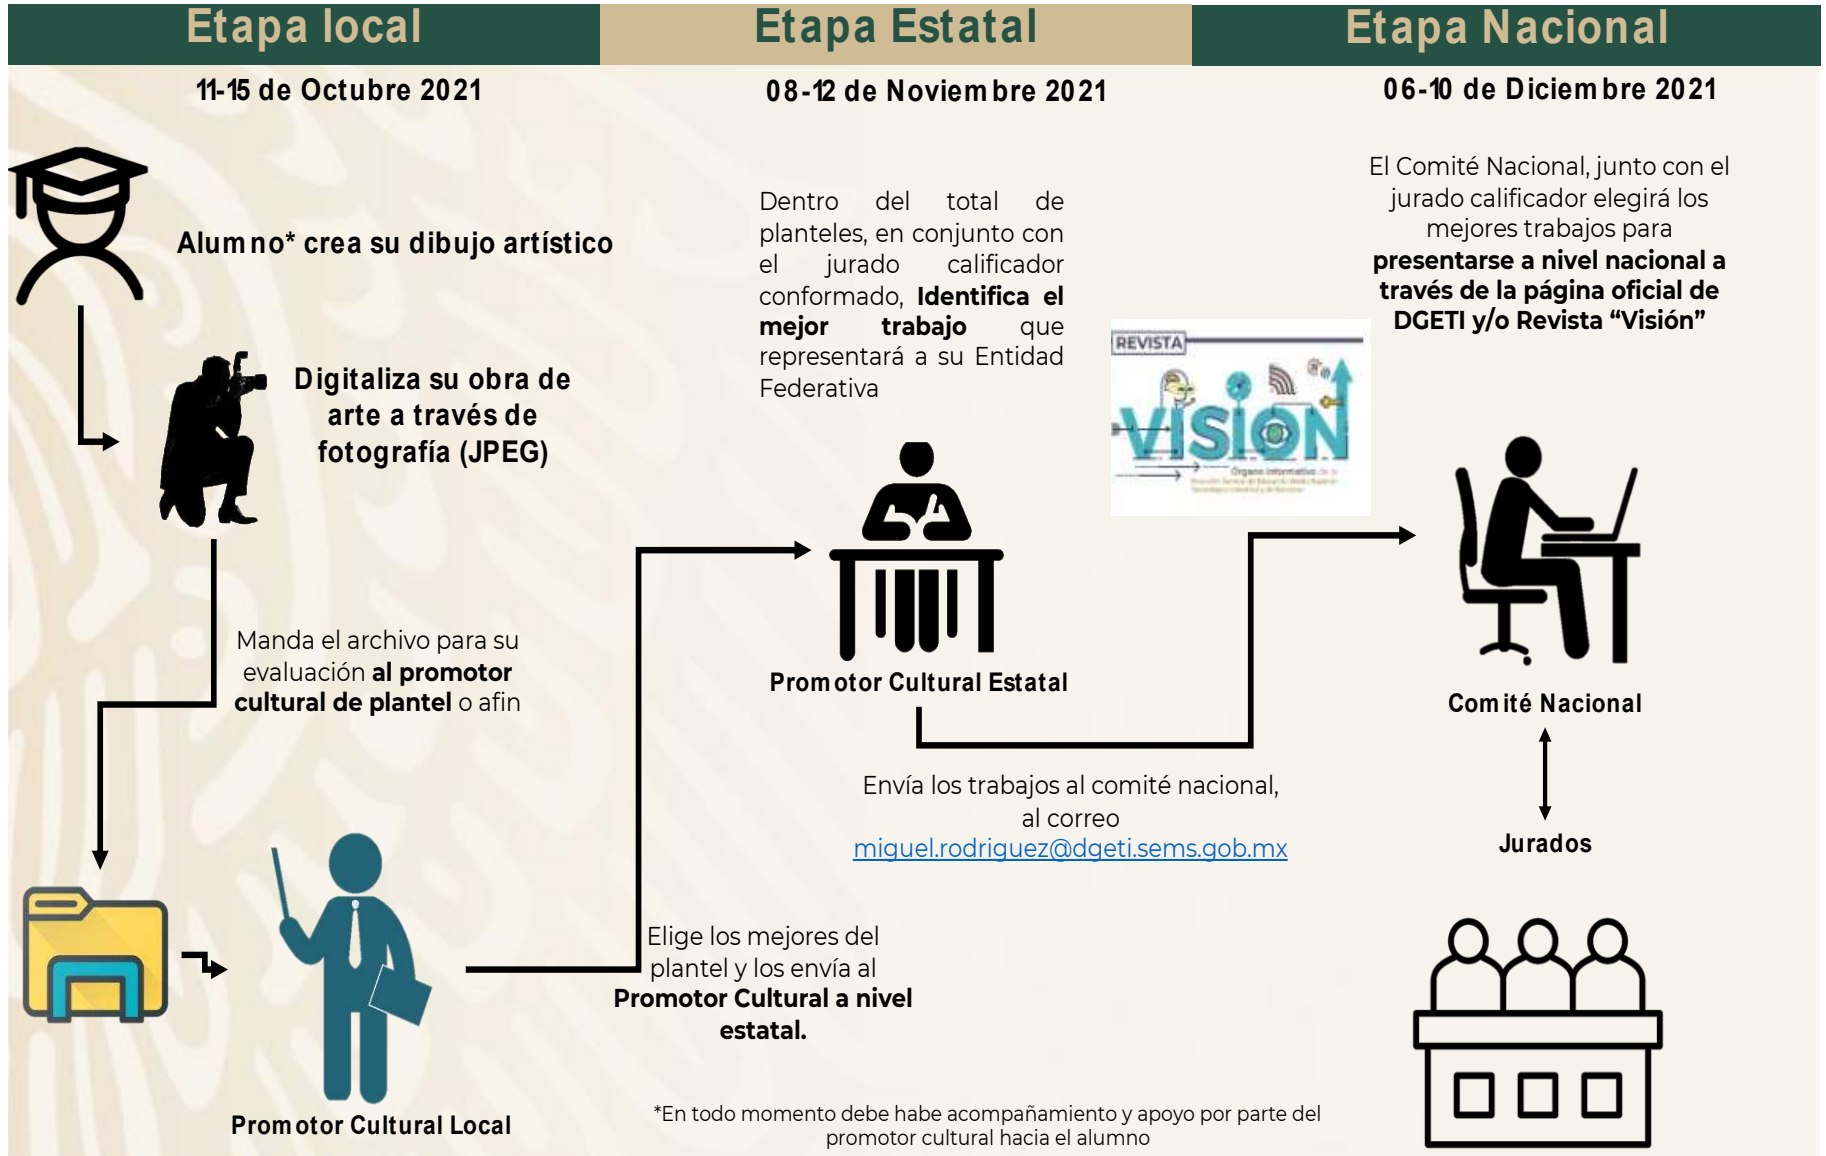 Etapa local
11-15 de Octubre 2021
Alumno* crea su dibujo artístico
Digitaliza su obra de
arte a través de
fotografía (JPEG)
Manda el archivo para su
evaluación al promotor
cultural de plantel o afin
Promotor Cultural Local
Elige los mejores del
plantel y los envía al
Promotor Cultural a nivel
estatal.
Etapa Estatal
08-12 de Noviembre 2021
Dentro del total de
planteles, en conjunto con
el jurado calificador
conformado, Identifica el
mejor trabajo que
representará a su Entidad
Federativa
Promotor Cultural Estatal
Envía los trabajos al comité nacional,
al correo
miguel.rodriguez@dgeti.sems.gob.mx
Etapa Nacional
06-10 de Diciembre 2021
El Comité Nacional, junto con el
jurado calificador elegirá los
mejores trabajos para
presentarse a nivel nacional a
través de la página oficial de
DGETI y/o Revista “Visión”
REVISTA
VISIÓN
Órgano Informativo de la
Comité Nacional
Jurados
*En todo momento debe habe acompañamiento y apoyo por parte del
promotor cultural hacia el alumno